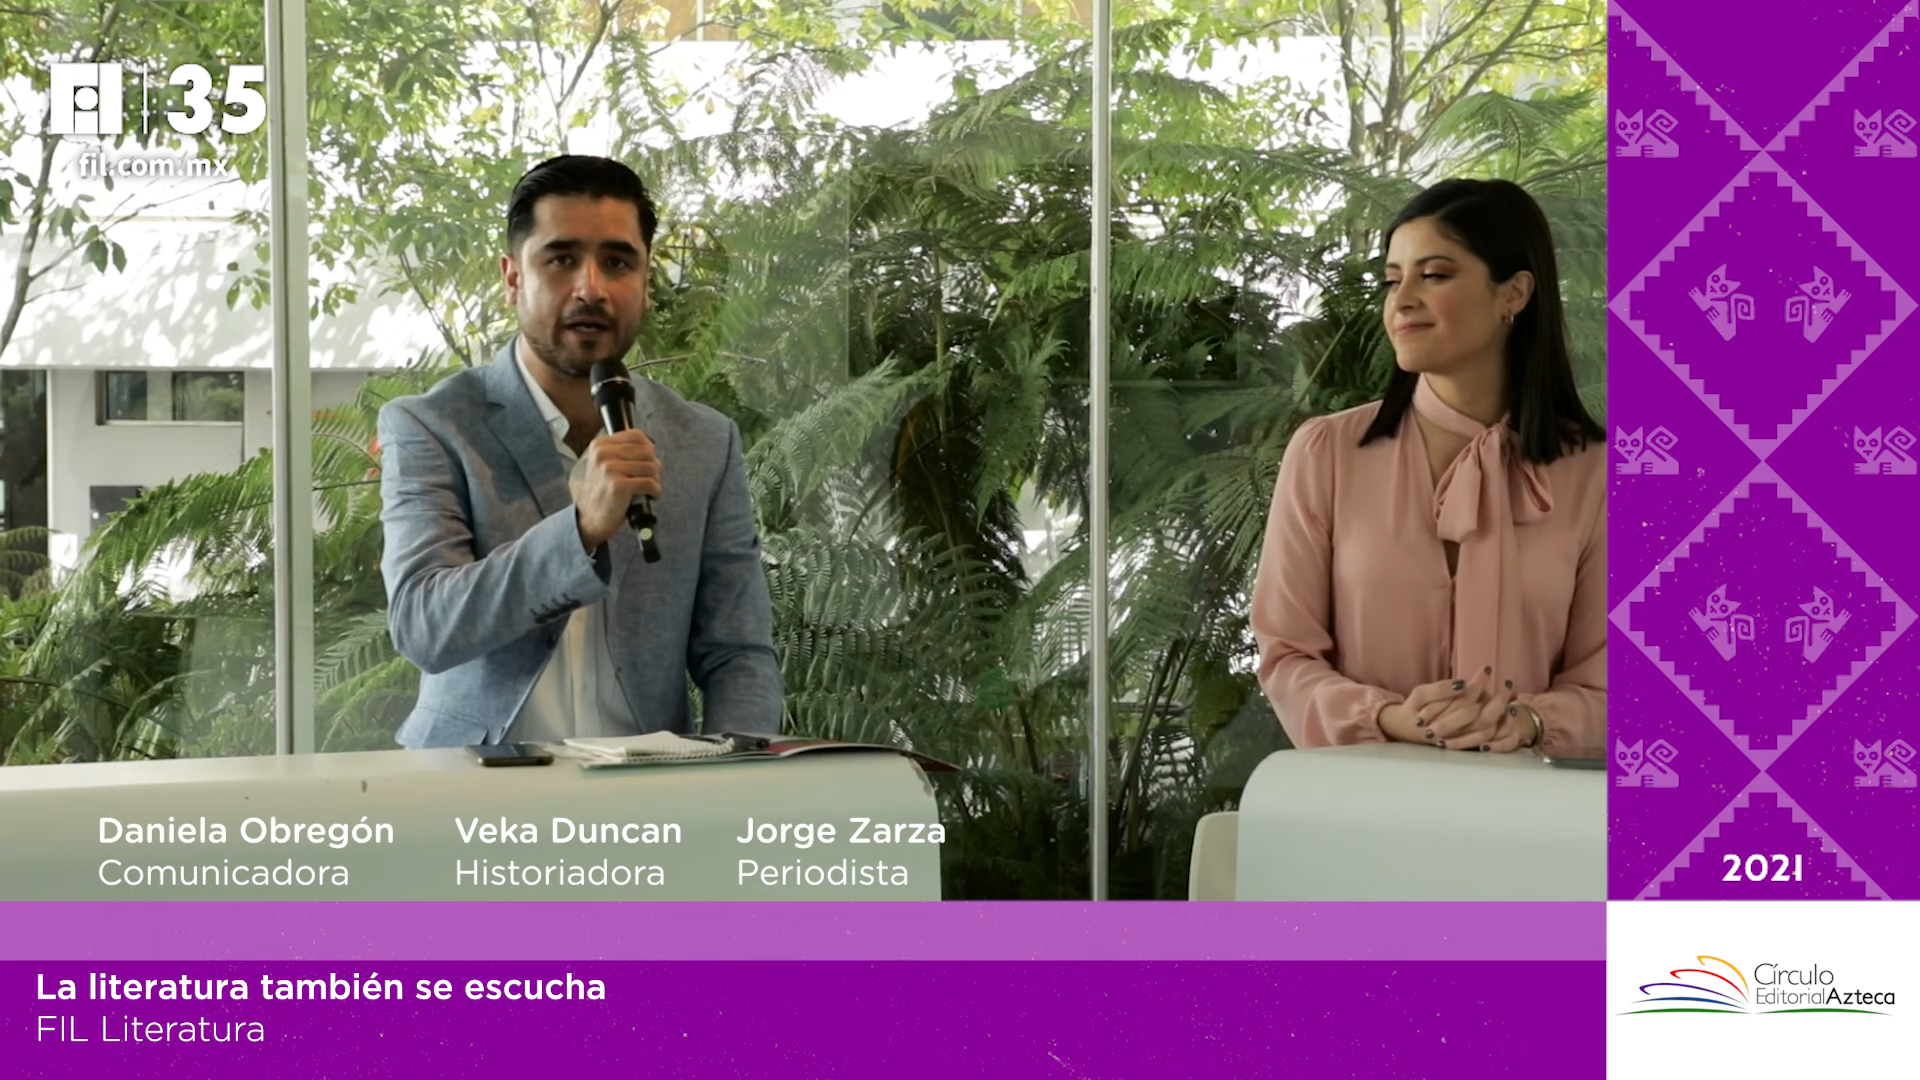 fil 35
fil.com.mx
Daniela Obregón Veka Duncan Jorge Zarza
Comunicadora Historiadora Periodista
2021
La literatura también se escucha
FIL Literatura
Círculo
EditorialAzteca